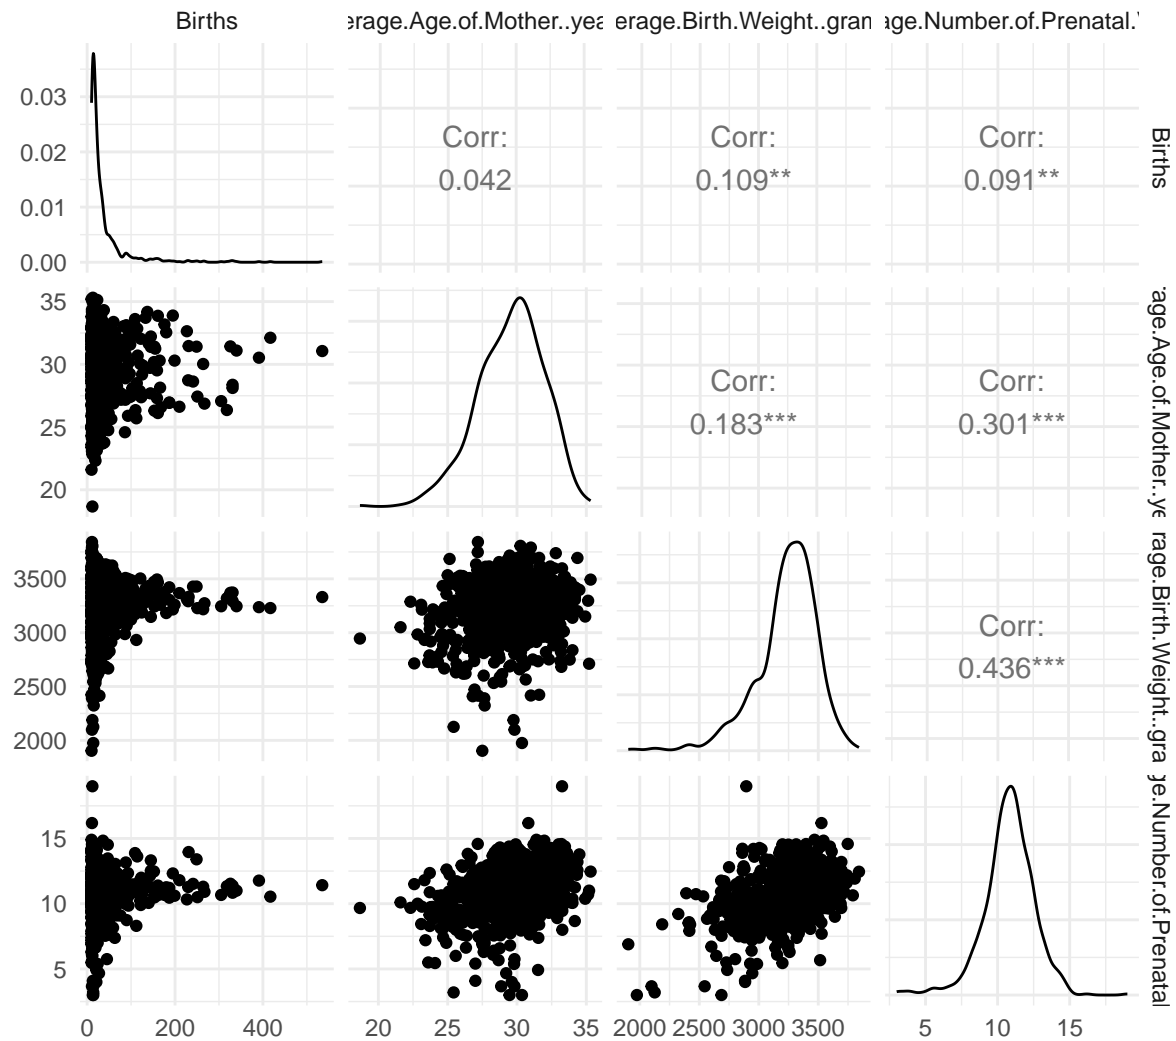 Births
erage.Age.of.Mother..yea
erage.Birth.Weight..gram
age.Number.of.Prenatal.
0.03
0.02
0.01
0.00
Corr:
0.042
Corr:
0.109**
Corr:
0.091**
Births
35
30
25
20
Corr:
0.183***
Corr:
0.301***
age.Age.of.Mother..ye
3500
3000
2500
2000
Corr:
0.436***
rage.Birth.Weight..gra
15
10
5
ge.Number.of.Prenatal
0 200 400
20 25 30 35
2000 2500 3000 3500
5 10 15